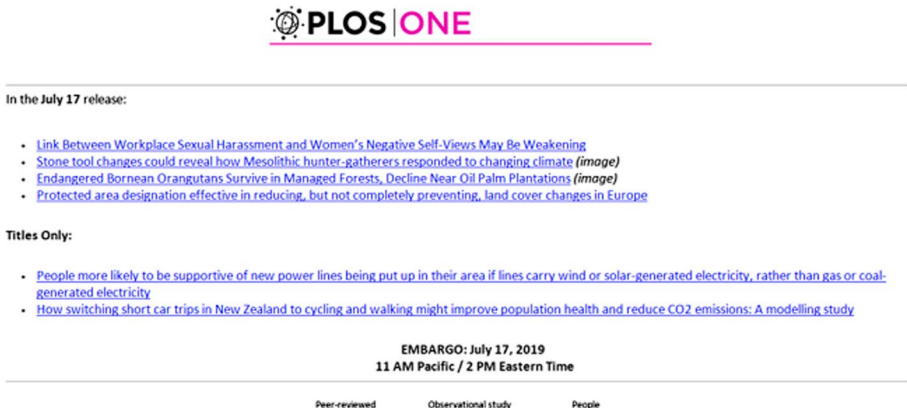 PLOS ONE
In the July 17 release:
• Link Between Workplace Sexual Harassment and Women's Negative Self-Views May Be Weakening
• Stone tool changes could reveal how Mesolithic hunter-gatherers responded to changing climate (image)
• Endangered Bornean Orangutans Survive in Managed Forests, Decline Near Oil Palm Plantations (image)
• Protected area designation effective in reducing, but not completely preventing, land cover changes in Europe
Titles Only:
• People more likely to be supportive of new power lines being put up in their area if lines carry wind or solar-generated electricity, rather than gas or coal-
generated electricity
• How switching short car trips in New Zealand to cycling and walking might improve population health and reduce CO2 emissions: A modelling study
EMBARGO: July 17, 2019
11 AM Pacific / 2 PM Eastern Time
Peer-reviewed Observational study People